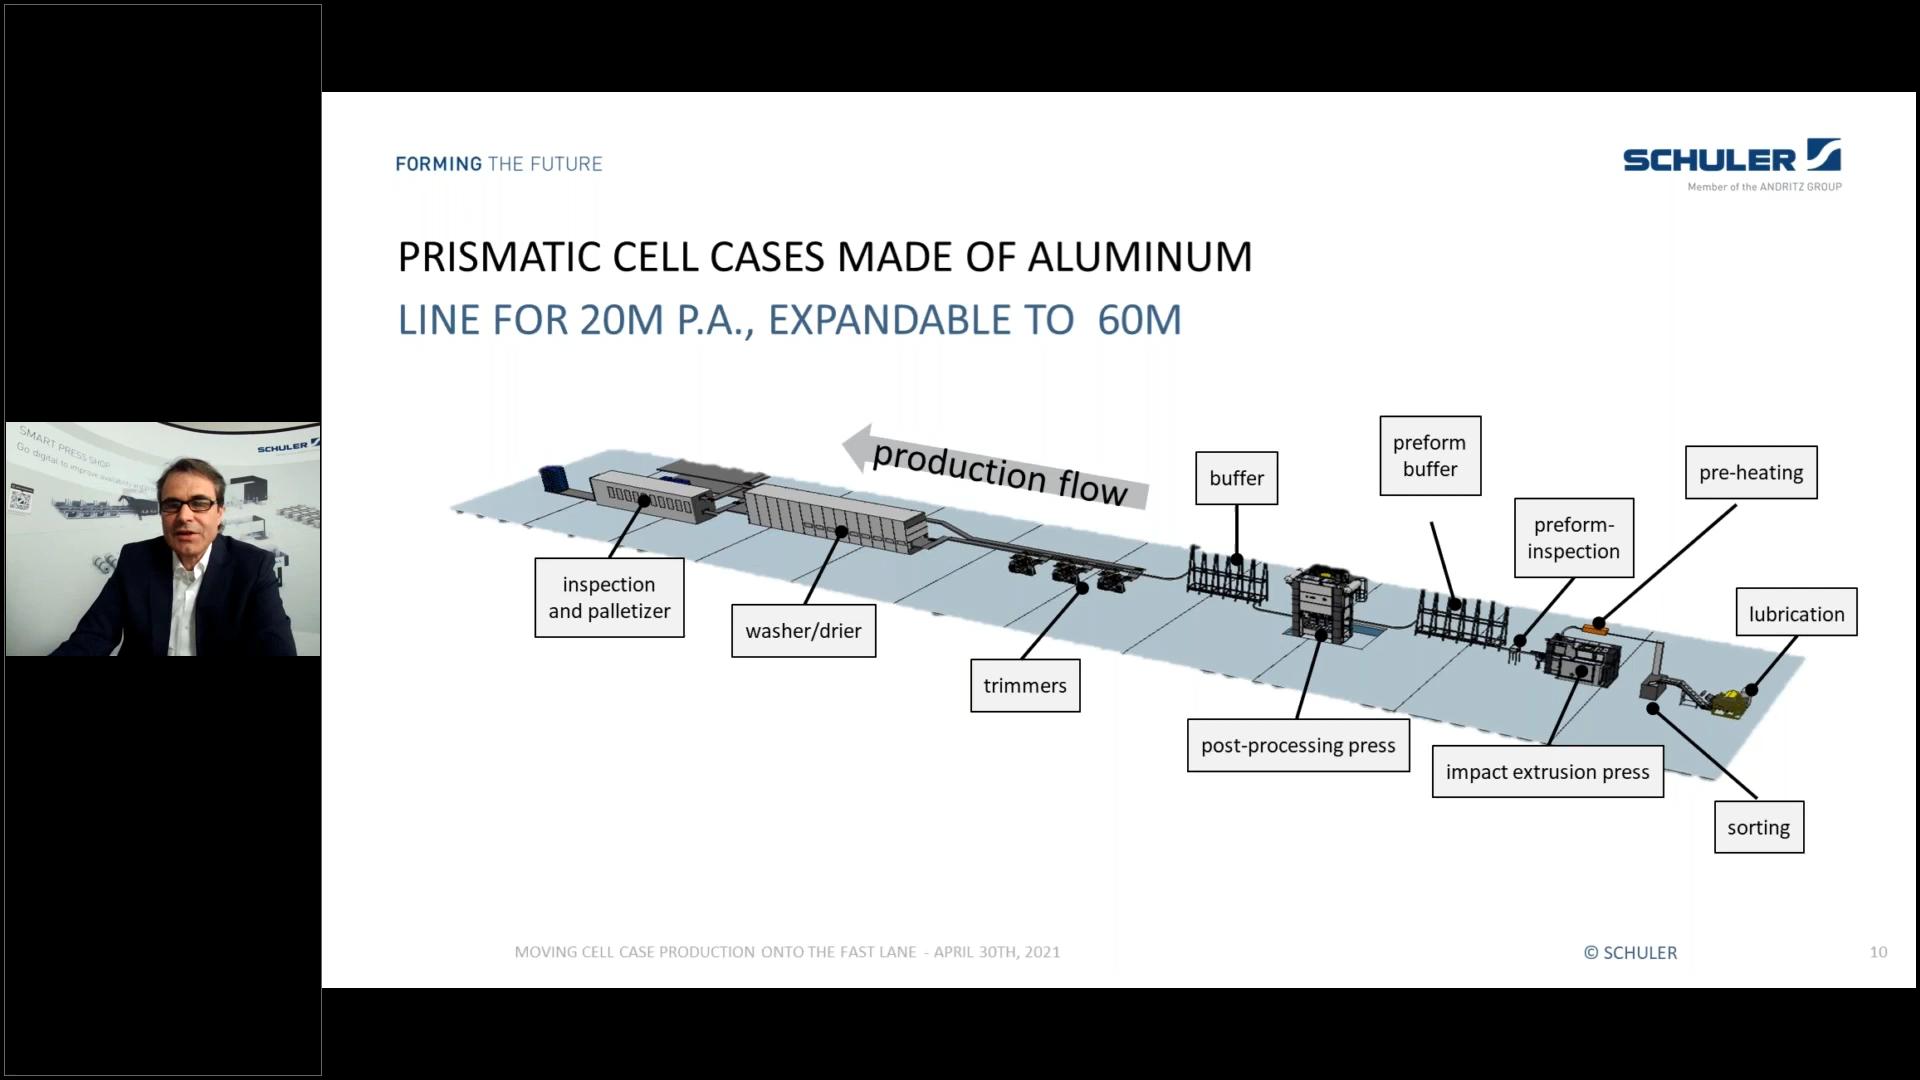 FORMING THE FUTURE
SCHULER
Member of the ANDRITZ GROUP
PRISMATIC CELL CASES MADE OF ALUMINUM
LINE FOR 20M P.A., EXPANDABLE TO 60M
production flow
buffer
preform
buffer
preform-
inspection
pre-heating
lubrication
inspection
and palletizer
washer/drier
trimmers
post-processing press
impact extrusion press
sorting
SMART PRESS SHOP
Go digital to improve availability and
SCHULER
MOVING CELL CASE PRODUCTION ONTO THE FAST LANE - APRIL 30TH, 2021
© SCHULER
10